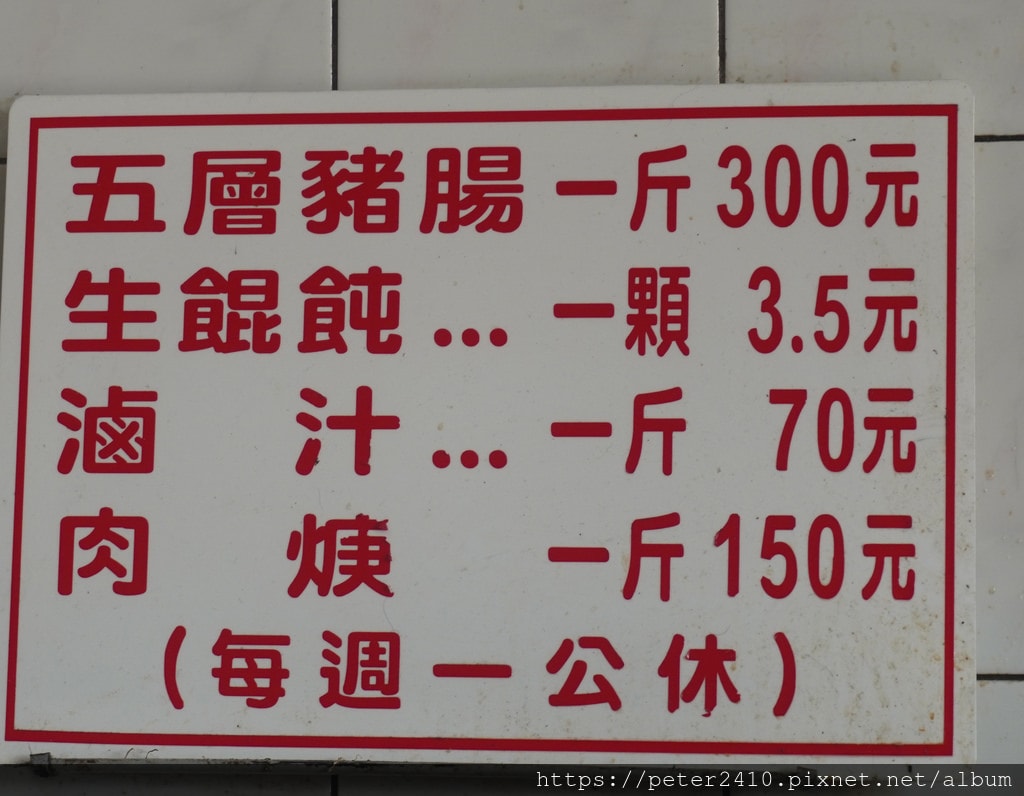 五層豬腸一斤300元
生餛飩...一顆 3.5元
滷 汁...一斤 70元
肉 焿 一斤150元
(每週一公休)
https://peter2410.pixnet.net/album